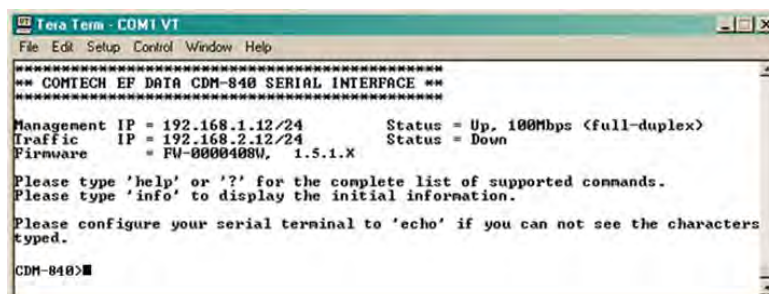 Tera Term - COM1 VT
File Edit Setup Control Window Help
*******************************************
** COMTECH EF DATA CDM-840 SERIAL INTERFACE **
*******************************************
Management IP = 192.168.1.12/24 Status = Up, 100Mbps (full-duplex)
Traffic IP = 192.168.2.12/24 Status = Down
Firmware = FW-0000408W, 1.5.1.X
Please type 'help' or '?' for the complete list of supported commands.
Please type 'info' to display the initial information.
Please configure your serial terminal to 'echo' if you can not see the characters
typed.
CDM-840>